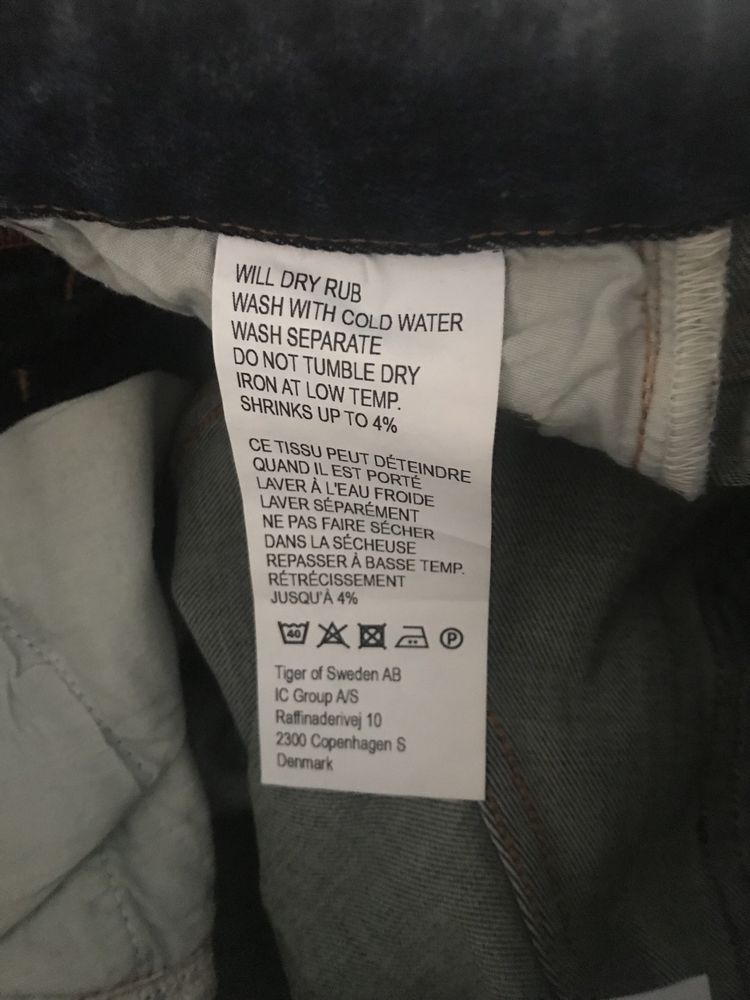 WILL DRY RUB
WASH WITH COLD WATER
WASH SEPARATE
DO NOT TUMBLE DRY
IRON AT LOW TEMP.
SHRINKS UP TO 4%
CE TISSU PEUT DÉTEINDRE
QUAND IL EST PORTÉ
LAVER À L'EAU FROIDE
LAVER SÉPARÉMENT
NE PAS FAIRE SÉCHER
DANS LA SÉCHEUSE
REPASSER À BASSE TEMP.
RÉTRÉCISSEMENT
JUSQU'À 4%
40 P
Tiger of Sweden AB
IC Group A/S
Raffinaderivej 10
2300 Copenhagen S
Denmark